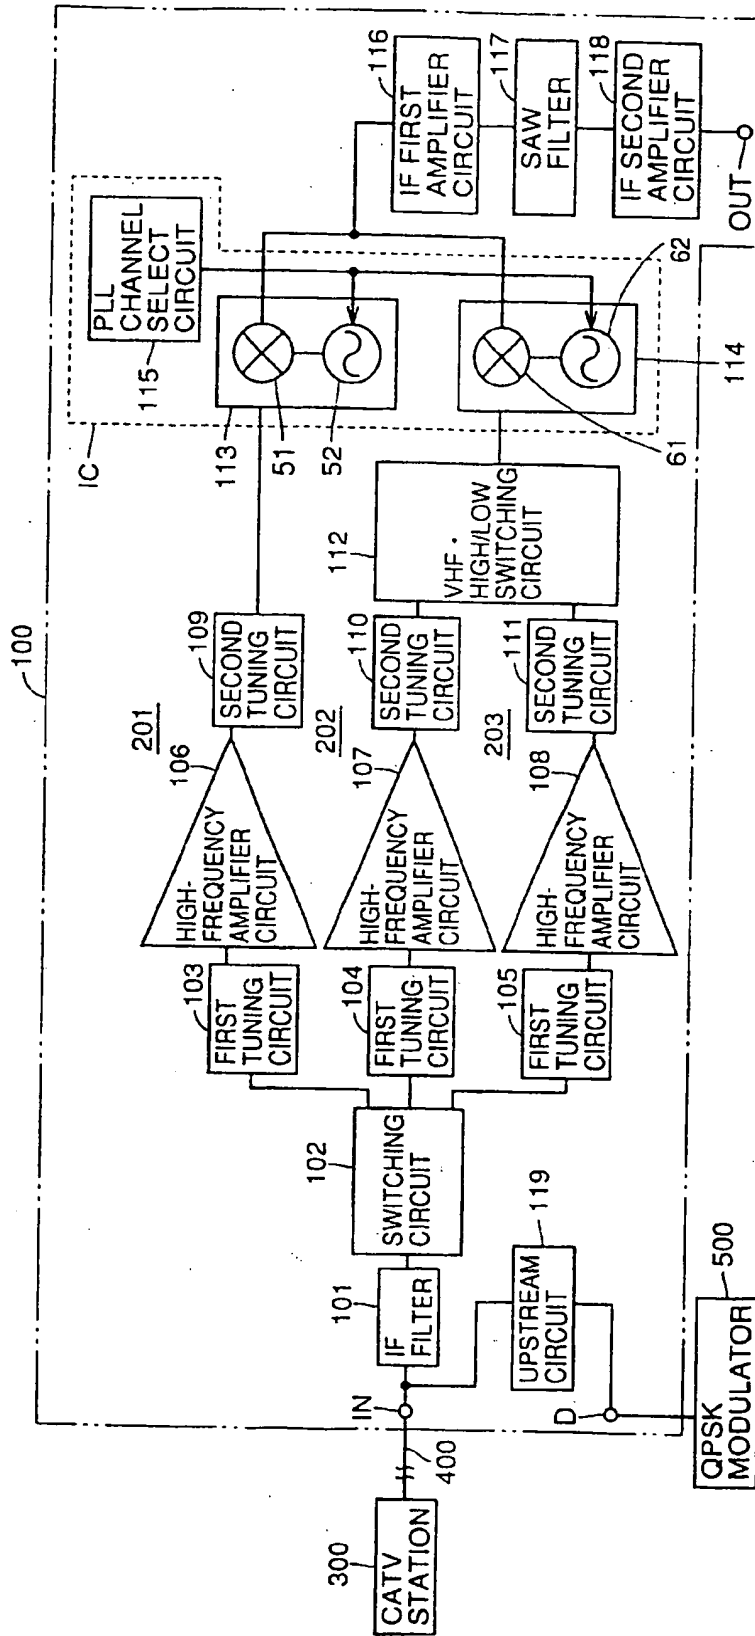 100
IC
PLL CHANNEL
SELECT
CIRCUIT
115
113
51
52
116
IF FIRST
AMPLIFIER
CIRCUIT
117
SAW
FILTER
118
IF SECOND
AMPLIFIER
CIRCUIT
OUT
62
114
61
112
VHF·
HIGH/LOW
SWITCHING
CIRCUIT
109
SECOND
TUNING
CIRCUIT
110
SECOND
TUNING
CIRCUIT
111
SECOND
TUNING
CIRCUIT
201
202
203
106
HIGH-
FREQUENCY
AMPLIFIER
CIRCUIT
107
HIGH-
FREQUENCY
AMPLIFIER
CIRCUIT
108
HIGH-
FREQUENCY
AMPLIFIER
CIRCUIT
103
FIRST
TUNING
CIRCUIT
104
FIRST
TUNING
CIRCUIT
105
FIRST
TUNING
CIRCUIT
102
SWITCHING
CIRCUIT
101
IF
FILTER
119
UPSTREAM
CIRCUIT
IN
D
400
300
CATV
STATION
500
QPSK
MODULATOR